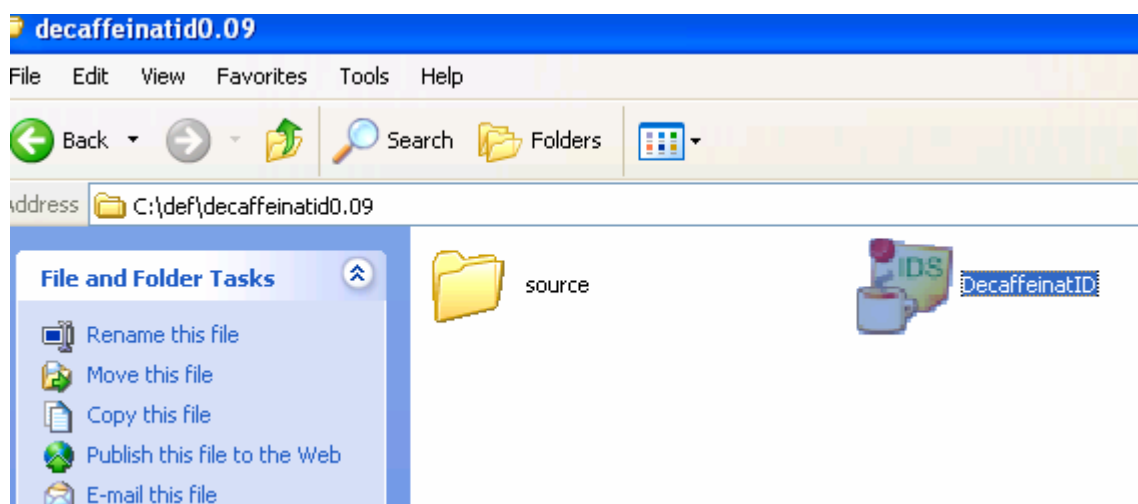 decaffeinatid0.09
File Edit View Favorites Tools Help
Back Search Folders
Address C:\def\decaffeinatid0.09
File and Folder Tasks
Rename this file
Move this file
Copy this file
Publish this file to the Web
E-mail this file
source
IDS
DecaffeinatID